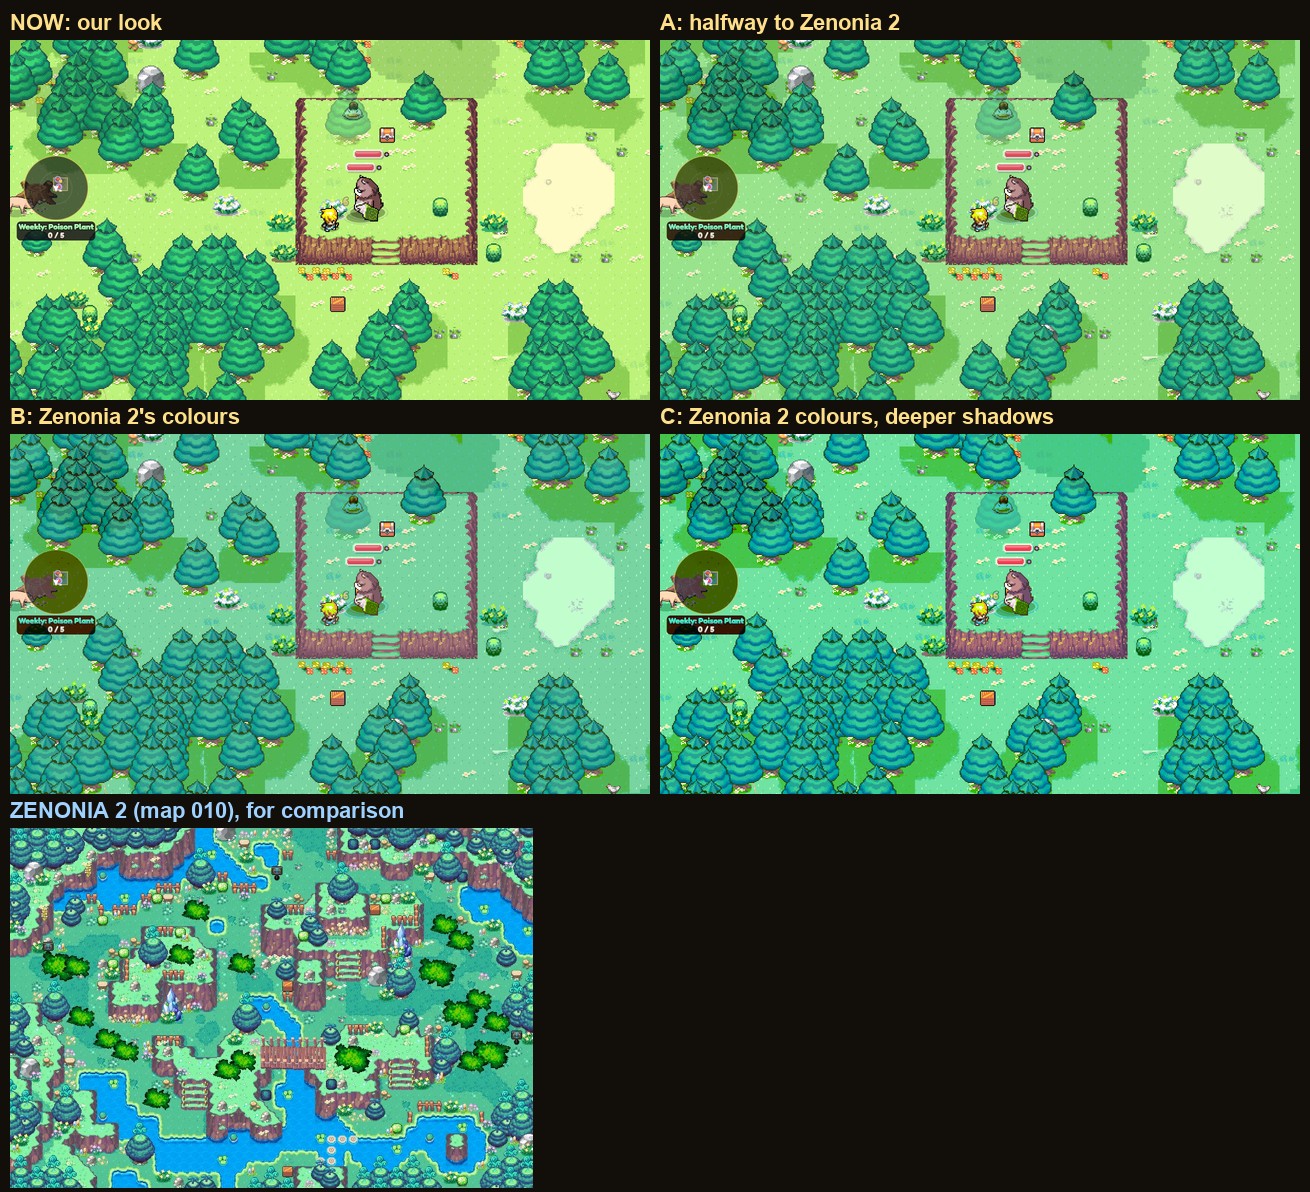 NOW: our look
A: halfway to Zenonia 2
Weekly: Poison Plant
0 / 5
Weekly: Poison Plant
0 / 5
B: Zenonia 2's colours
C: Zenonia 2 colours, deeper shadows
Weekly: Poison Plant
0 / 5
Weekly: Poison Plant
0 / 5
ZENONIA 2 (map 010), for comparison